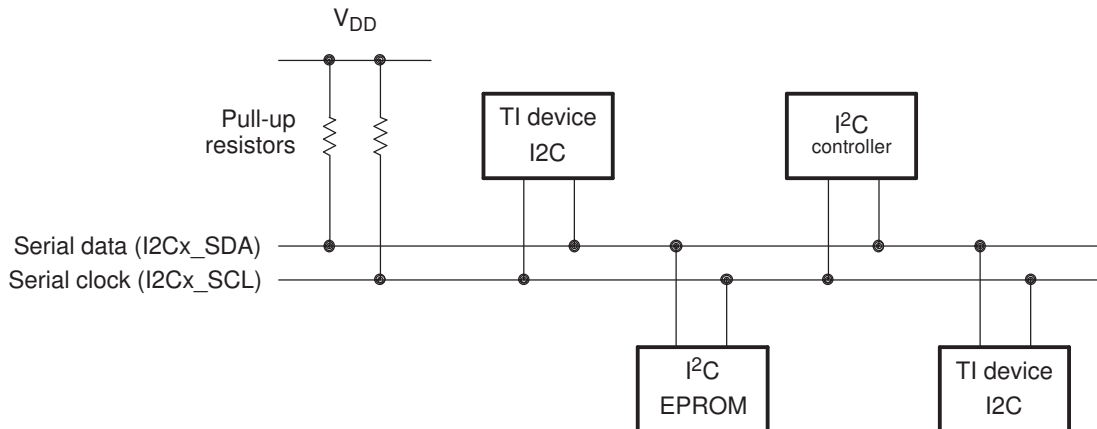 V_DD
Pull-up
resistors
TI device
I2C
I²C
controller
Serial data (I2Cx_SDA)
Serial clock (I2Cx_SCL)
I²C
EPROM
TI device
I2C